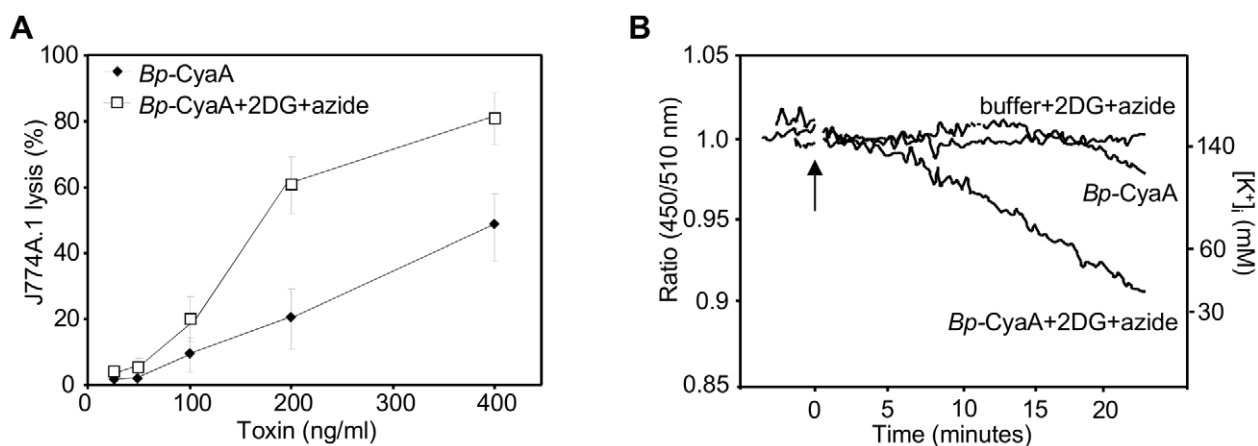 A
100
80
60
40
20
0
J774A.1 lysis (%)
Bp-CyaA
Bp-CyaA+2DG+azide
0
100
200
300
400
Toxin (ng/ml)
B
1.05
1.0
0.95
0.9
0.85
Ratio (450/510 nm)
buffer+2DG+azide
Bp-CyaA
Bp-CyaA+2DG+azide
140
60
30
[K+]i (mM)
0
5
10
15
20
Time (minutes)